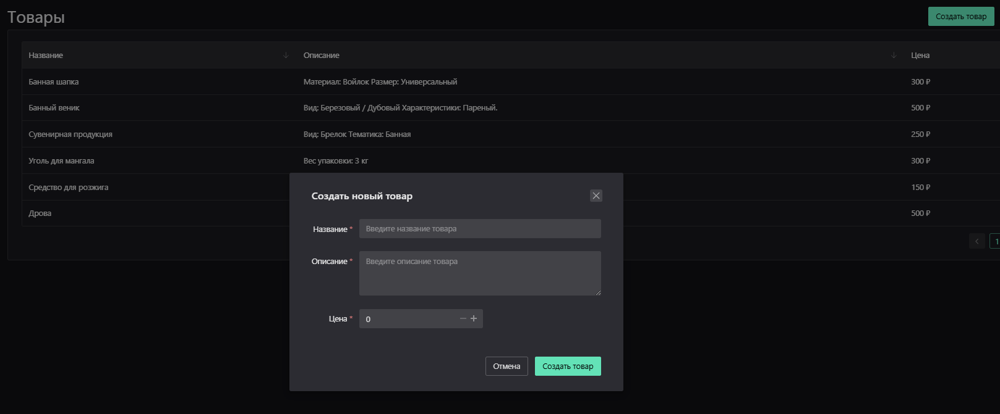 Товары
Создать товар
Название Описание Цена
Банная шапка Материал: Войлок Размер: Универсальный 300 ₽
Банный веник Вид: Березовый / Дубовый Характеристики: Пареный. 500 ₽
Сувенирная продукция Вид: Брелок Тематика: Банная 250 ₽
Уголь для мангала Вес упаковки: 3 кг 300 ₽
Средство для розжига 150 ₽
Дрова 500 ₽
1
Создать новый товар
Название * Введите название товара
Описание * Введите описание товара
Цена * 0
Отмена Создать товар